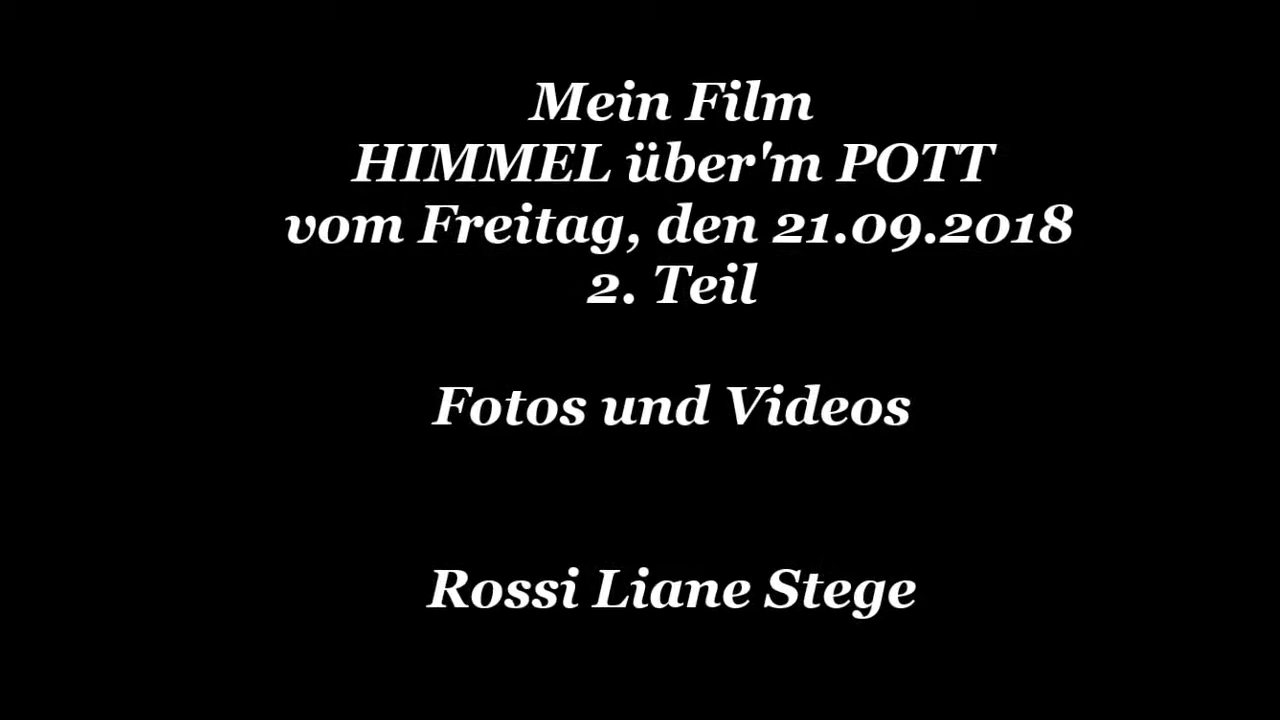 Mein Film
HIMMEL über'm POTT
vom Freitag, den 21.09.2018
2. Teil
Fotos und Videos
Rossi Liane Stege